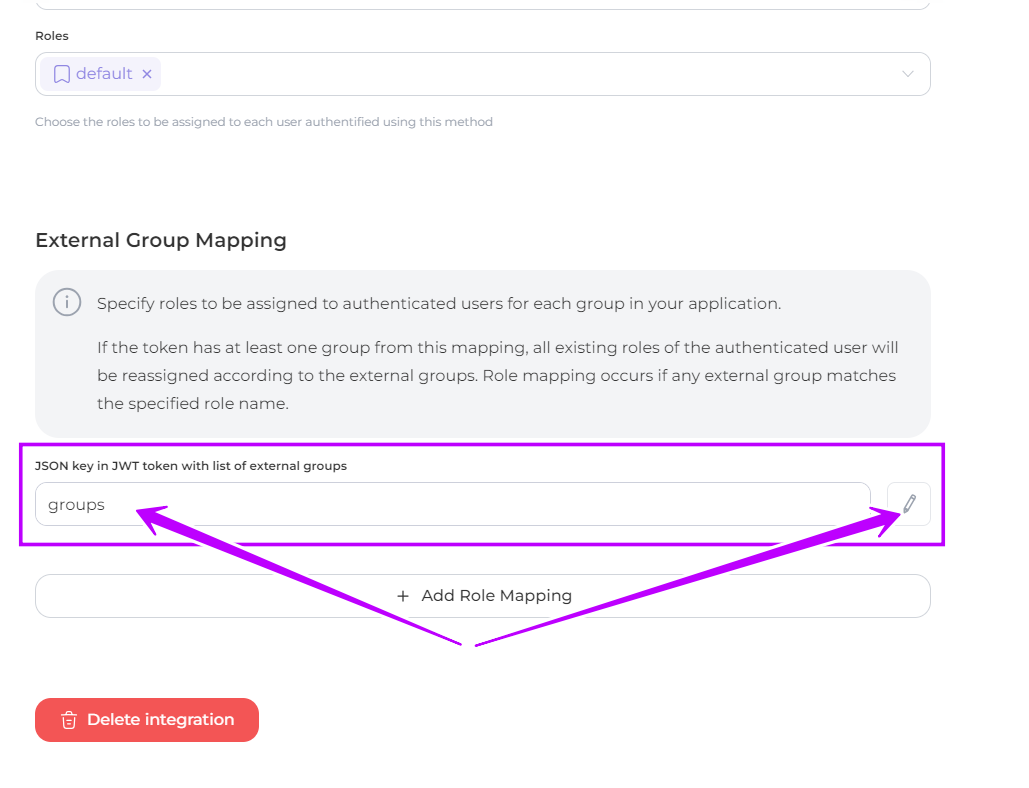 Roles
default
Choose the roles to be assigned to each user authentified using this method
External Group Mapping
Specify roles to be assigned to authenticated users for each group in your application.
If the token has at least one group from this mapping, all existing roles of the authenticated user will
be reassigned according to the external groups. Role mapping occurs if any external group matches
the specified role name.
JSON key in JWT token with list of external groups
groups
+ Add Role Mapping
Delete integration